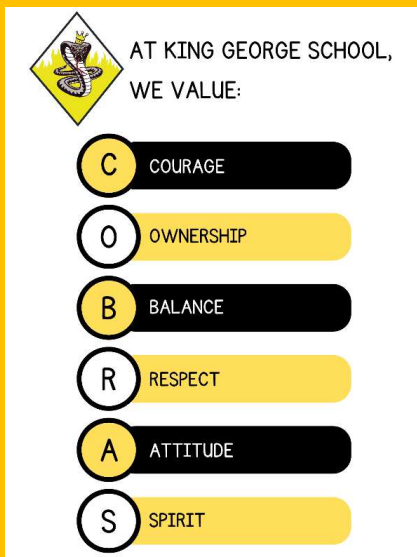 AT KING GEORGE SCHOOL,
WE VALUE:
C COURAGE
O OWNERSHIP
B BALANCE
R RESPECT
A ATTITUDE
S SPIRIT